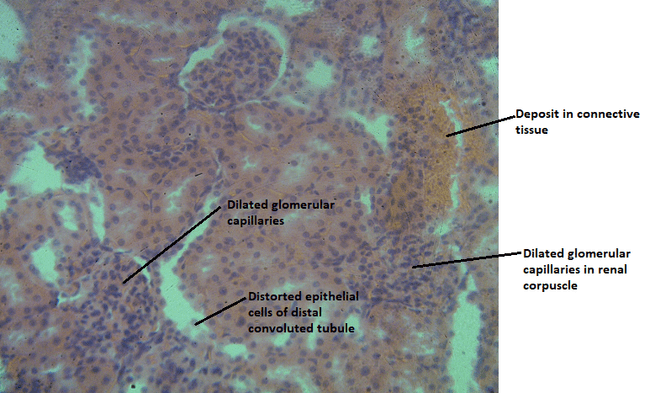 Deposit in connective
tissue
Dilated glomerular
capillaries
Dilated glomerular
capillaries in renal
corpuscle
Distorted epithelial
cells of distal
convoluted tubule